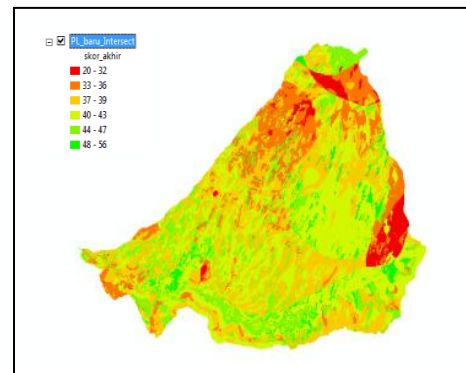 PL_baru_Intersect
skor_akhir
20 - 32
33 - 36
37 - 39
40 - 43
44 - 47
48 - 56